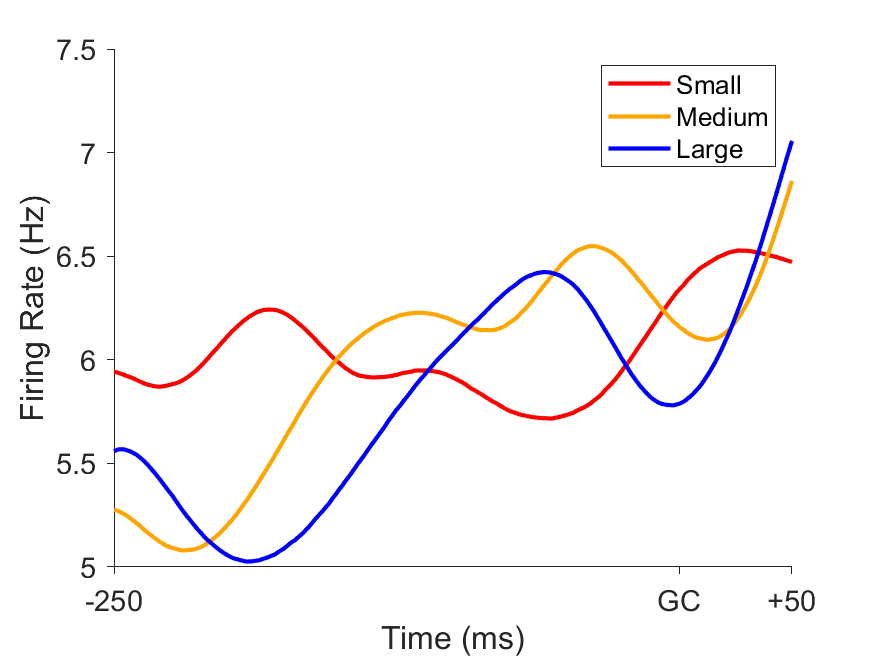 Firing Rate (Hz)
7.5
7
6.5
6
5.5
5
Small
Medium
Large
-250
GC
+50
Time (ms)